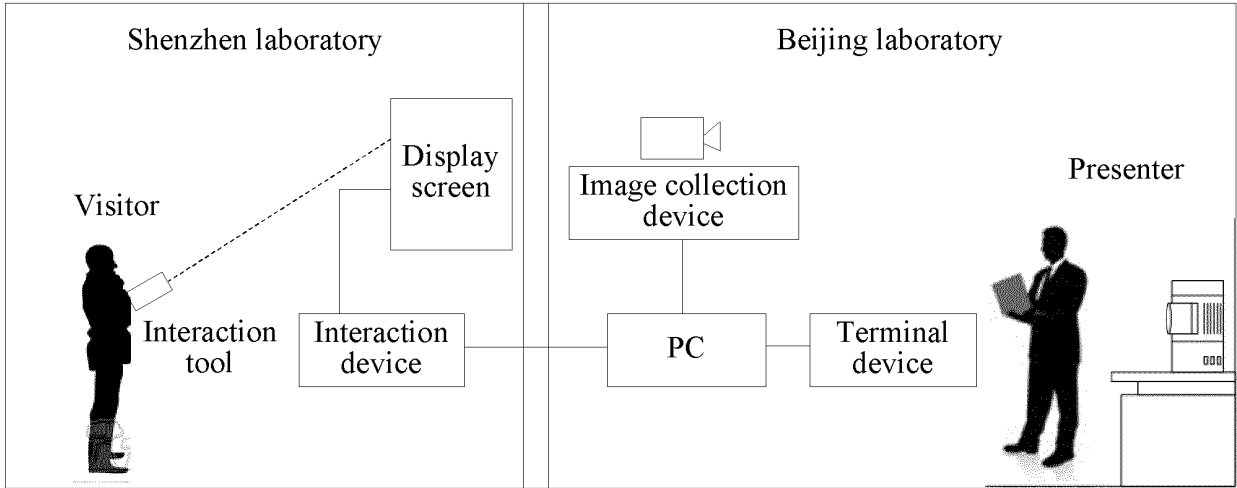 Shenzhen laboratory
Beijing laboratory
Display
screen
Image collection
device
Presenter
Visitor
Interaction
tool
Interaction
device
PC
Terminal
device